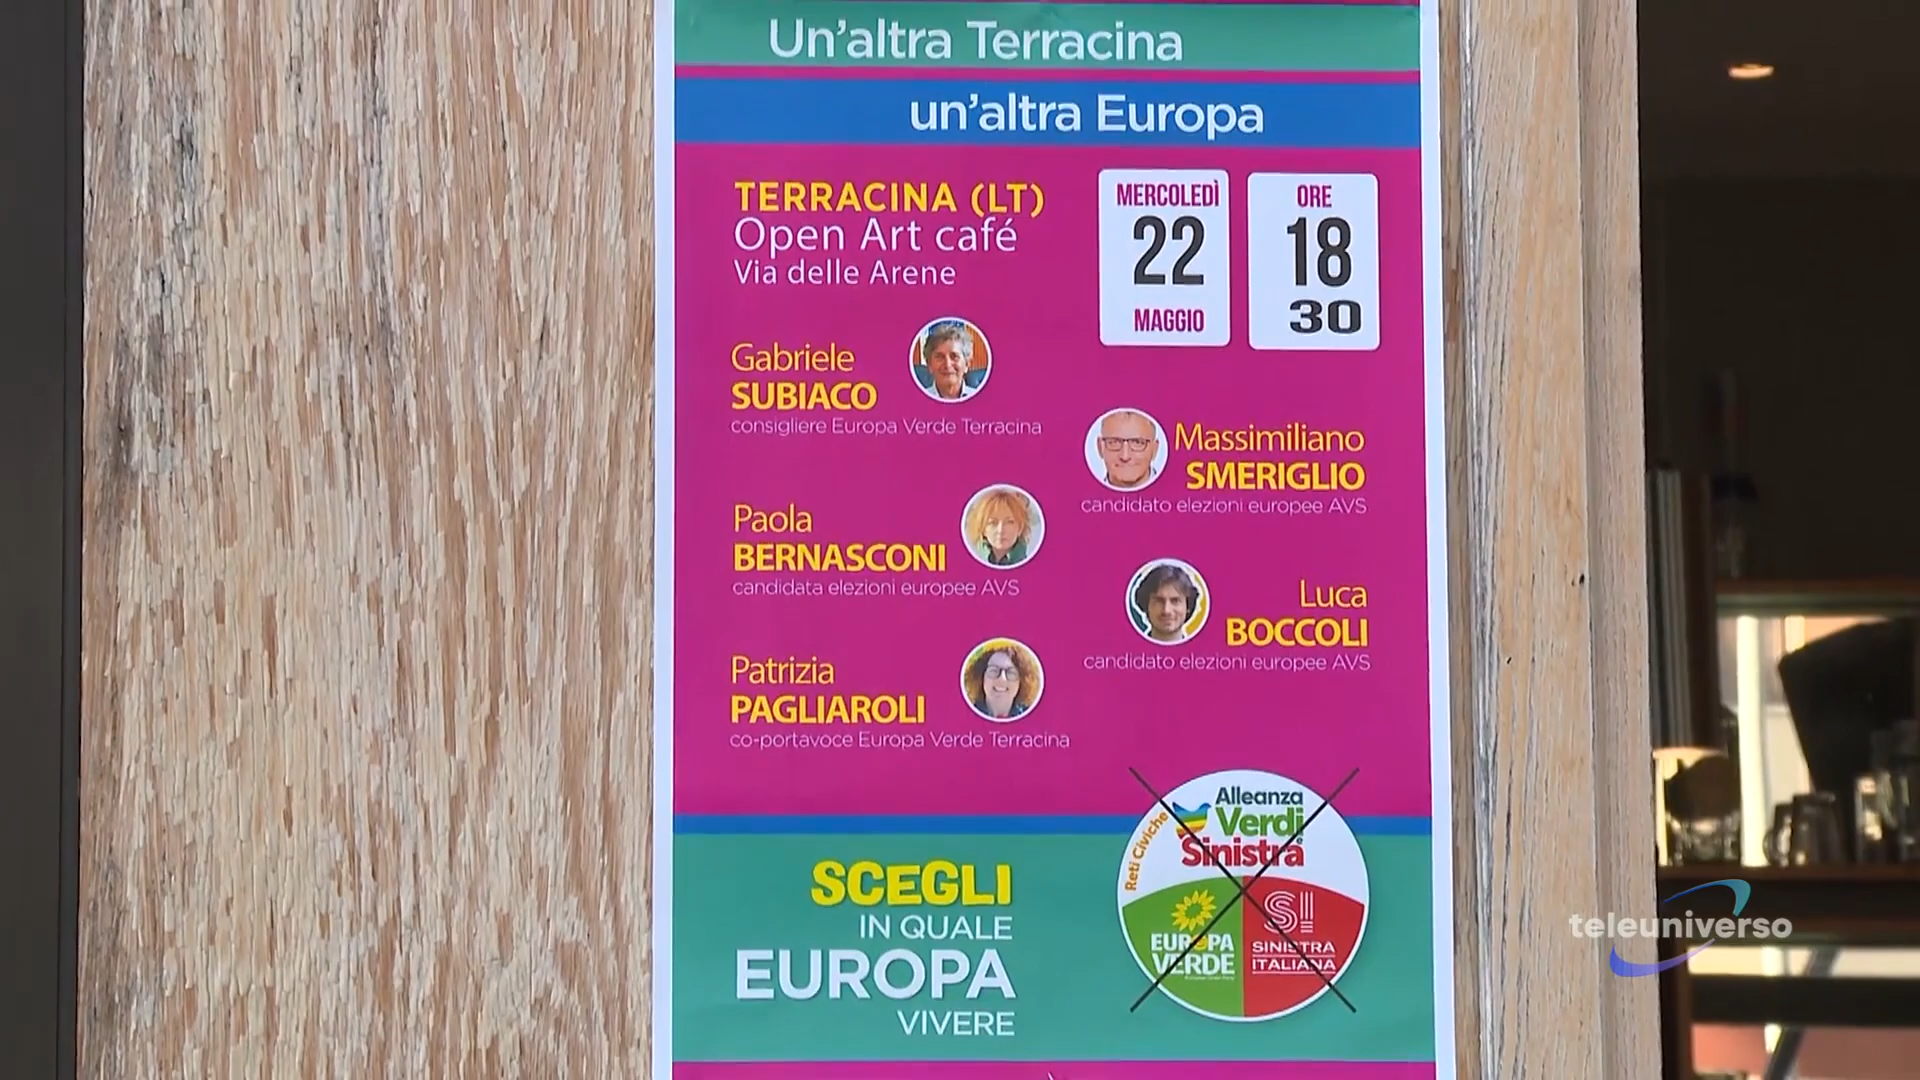 Un'altra Terracina
un'altra Europa
TERRACINA (LT)
Open Art café
Via delle Arene
MERCOLEDÌ
22
MAGGIO
ORE
18
30
Gabriele
SUBIACO
consigliere Europa Verde Terracina
Massimiliano
SMERIGLIO
candidato elezioni europee AVS
Paola
BERNASCONI
candidata elezioni europee AVS
Luca
BOCCOLI
candidato elezioni europee AVS
Patrizia
PAGLIAROLI
co-portavoce Europa Verde Terracina
SCEGLI
IN QUALE
EUROPA
VIVERE
Reti Civiche
Alleanza
Verdi
Sinistra
EUROPA
VERDE
SI
SINISTRA
ITALIANA
teleuniverso